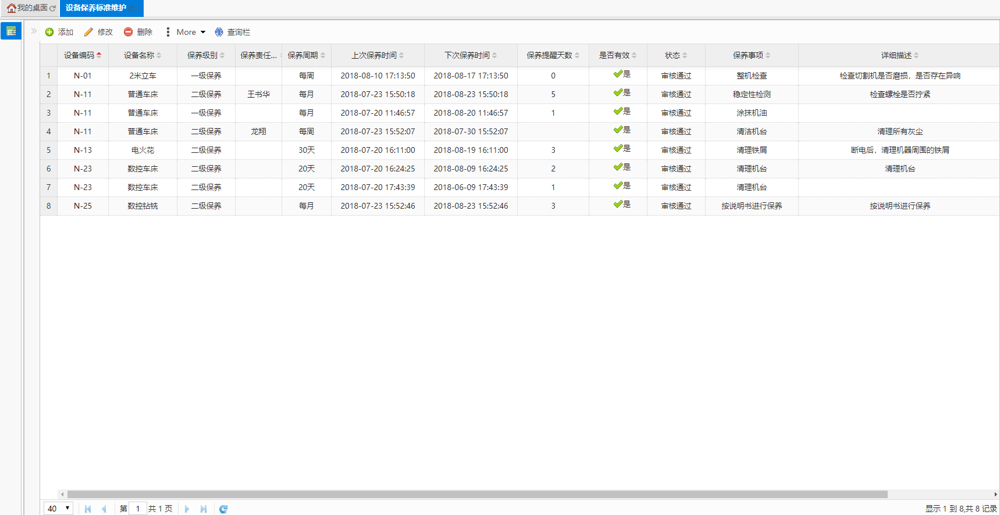 我的桌面 设备保养标准维护
添加 修改 删除 More 查询栏
设备编码 设备名称 保养级别 保养责任... 保养周期 上次保养时间 下次保养时间 保养提醒天数 是否有效 状态 保养事项 详细描述
1 N-01 2米立车 一级保养 每周 2018-08-10 17:13:50 2018-08-17 17:13:50 0 是 审核通过 整机检查 检查切割机是否磨损，是否存在异响
2 N-11 普通车床 二级保养 王书华 每月 2018-07-23 15:50:18 2018-08-23 15:50:18 5 是 审核通过 稳定性检测 检查螺栓是否拧紧
3 N-11 普通车床 一级保养 每月 2018-07-20 11:46:57 2018-08-20 11:46:57 1 是 审核通过 涂抹机油
4 N-11 普通车床 二级保养 龙翔 每周 2018-07-23 15:52:07 2018-07-30 15:52:07 是 审核通过 清洁机台 清理所有灰尘
5 N-13 电火花 二级保养 30天 2018-07-20 16:11:00 2018-08-19 16:11:00 3 是 审核通过 清理铁屑 断电后，清理机器周围的铁屑
6 N-23 数控车床 二级保养 20天 2018-07-20 16:24:25 2018-08-09 16:24:25 2 是 审核通过 清理机台 清理机台
7 N-23 数控车床 二级保养 20天 2018-07-20 17:43:39 2018-06-09 17:43:39 1 是 审核通过 清理机台
8 N-25 数控钻铣 二级保养 每月 2018-07-23 15:52:46 2018-08-23 15:52:46 3 是 审核通过 按说明书进行保养 按说明书进行保养
40 第 1 共 1 页 显示 1 到 8,共 8 记录